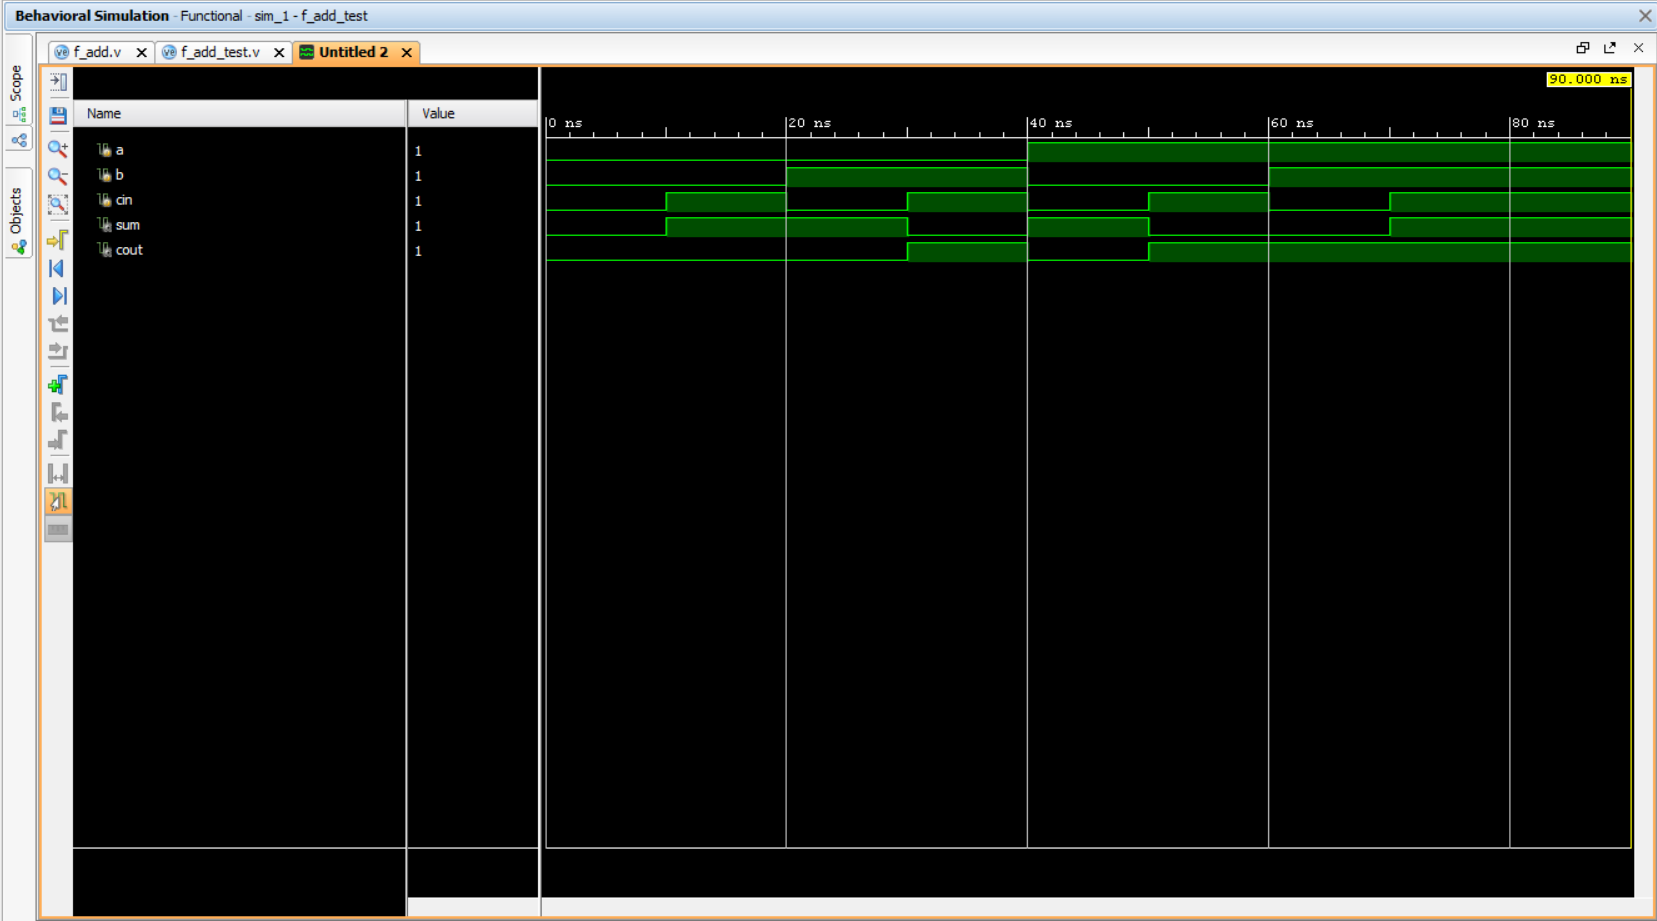 Behavioral Simulation - Functional - sim_1 - f_add_test
f_add.v
f_add_test.v
Untitled 2
Scope
Objects
90.000 ns
Name
Value
0 ns
20 ns
40 ns
60 ns
80 ns
a 1
b 1
cin 1
sum 1
cout 1